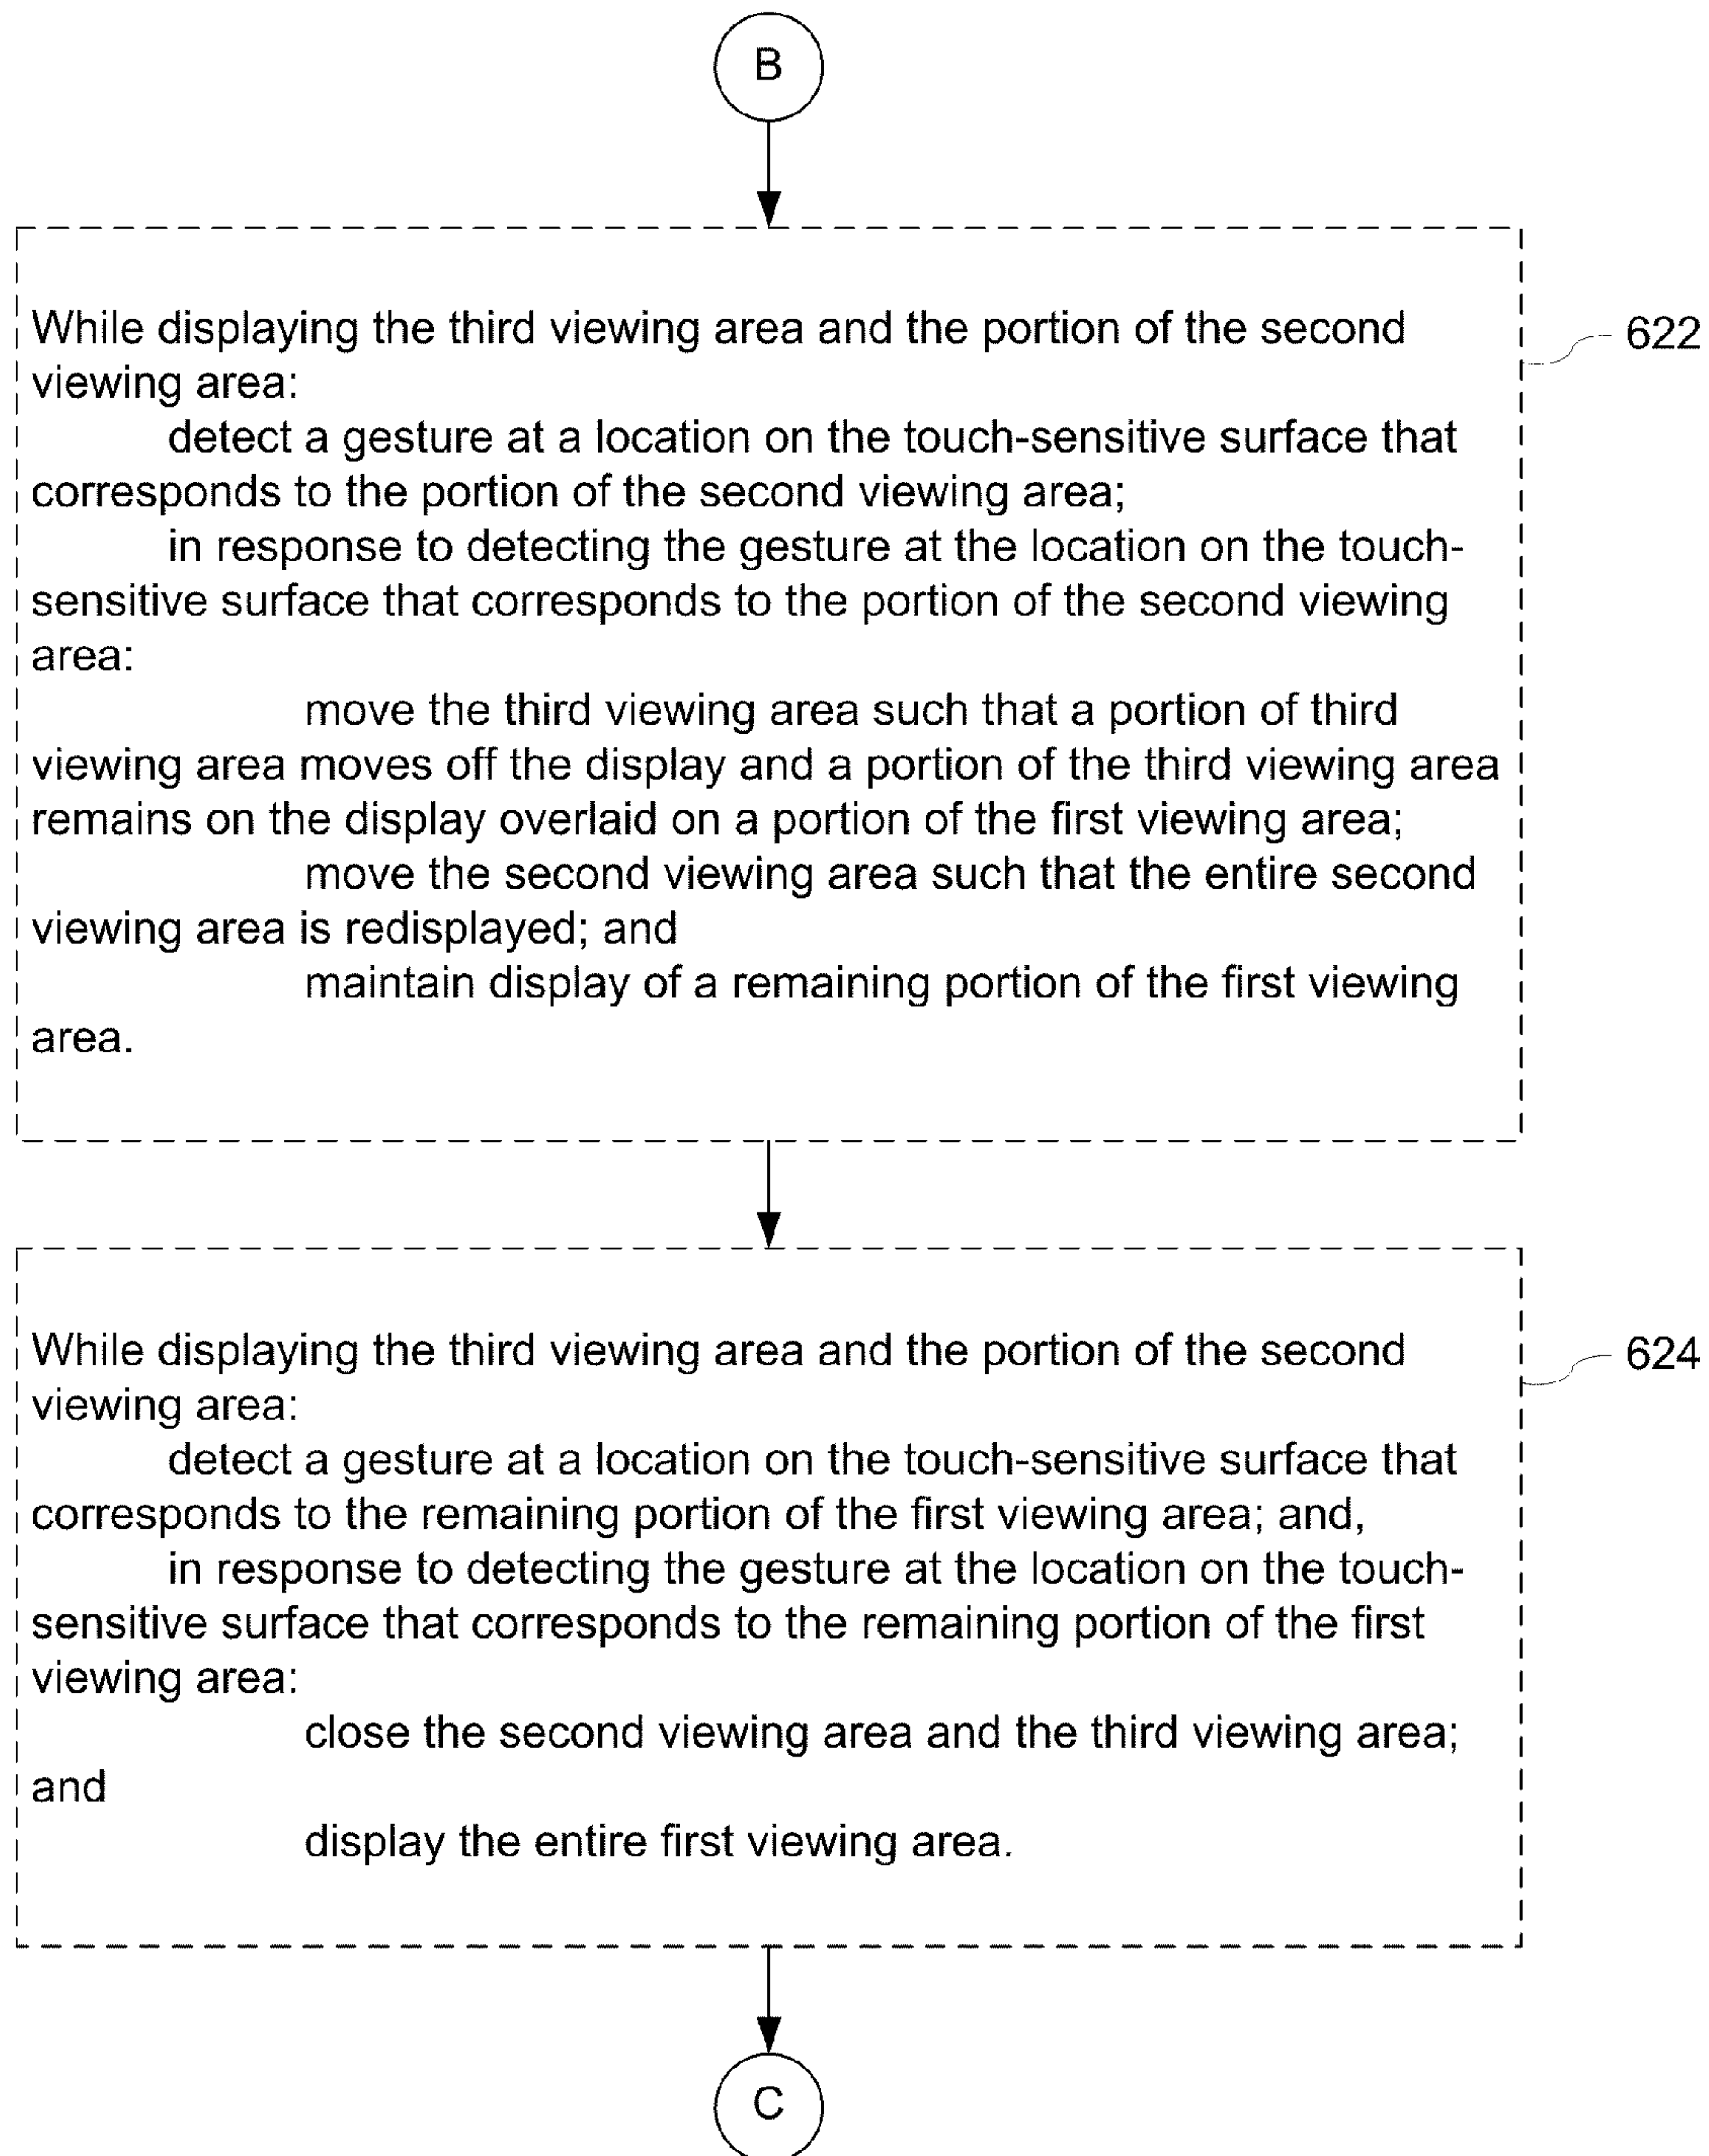 B
While displaying the third viewing area and the portion of the second
viewing area:
detect a gesture at a location on the touch-sensitive surface that
corresponds to the portion of the second viewing area;
in response to detecting the gesture at the location on the touch-
sensitive surface that corresponds to the portion of the second viewing
area:
move the third viewing area such that a portion of third
viewing area moves off the display and a portion of the third viewing area
remains on the display overlaid on a portion of the first viewing area;
move the second viewing area such that the entire second
viewing area is redisplayed; and
maintain display of a remaining portion of the first viewing
area.
622
While displaying the third viewing area and the portion of the second
viewing area:
detect a gesture at a location on the touch-sensitive surface that
corresponds to the remaining portion of the first viewing area; and,
in response to detecting the gesture at the location on the touch-
sensitive surface that corresponds to the remaining portion of the first
viewing area:
close the second viewing area and the third viewing area;
and
display the entire first viewing area.
624
C